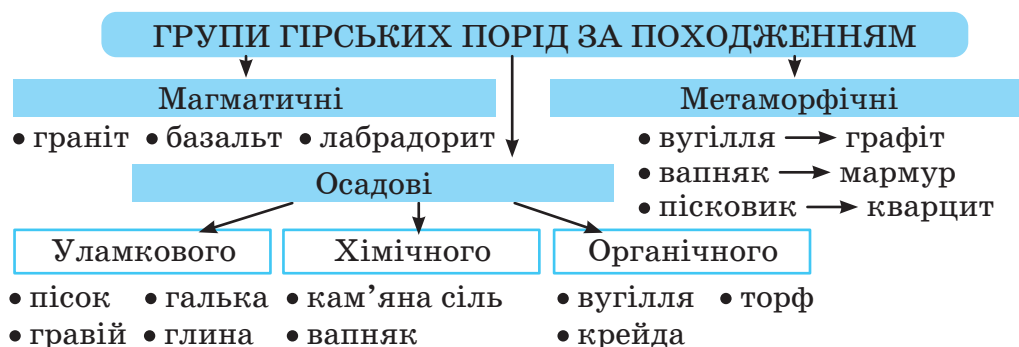 ГРУПИ ГІРСЬКИХ ПОРІД ЗА ПОХОДЖЕННЯМ
Магматичні
• граніт • базальт • лабрадорит
Метаморфічні
• вугілля → графіт
• вапняк → мармур
• пісковик → кварцит
Осадові
Уламкового
• пісок • галька
• гравій • глина
Хімічного
• кам’яна сіль
• вапняк
Органічного
• вугілля • торф
• крейда